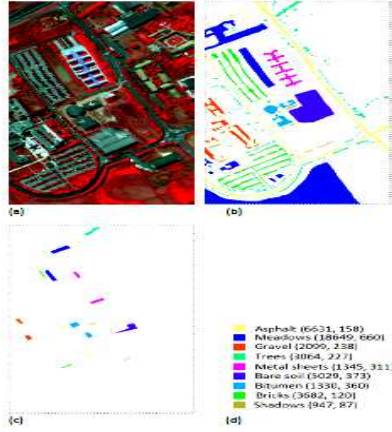 (a)
(b)
Asphalt (6631, 158)
Meadows (18649, 660)
Gravel (2099, 238)
Trees (3064, 227)
Metal sheets (1345, 311)
Bare soil (5029, 373)
Bitumen (1330, 360)
Bricks (3682, 120)
Shadows (947, 87)
(c)
(d)